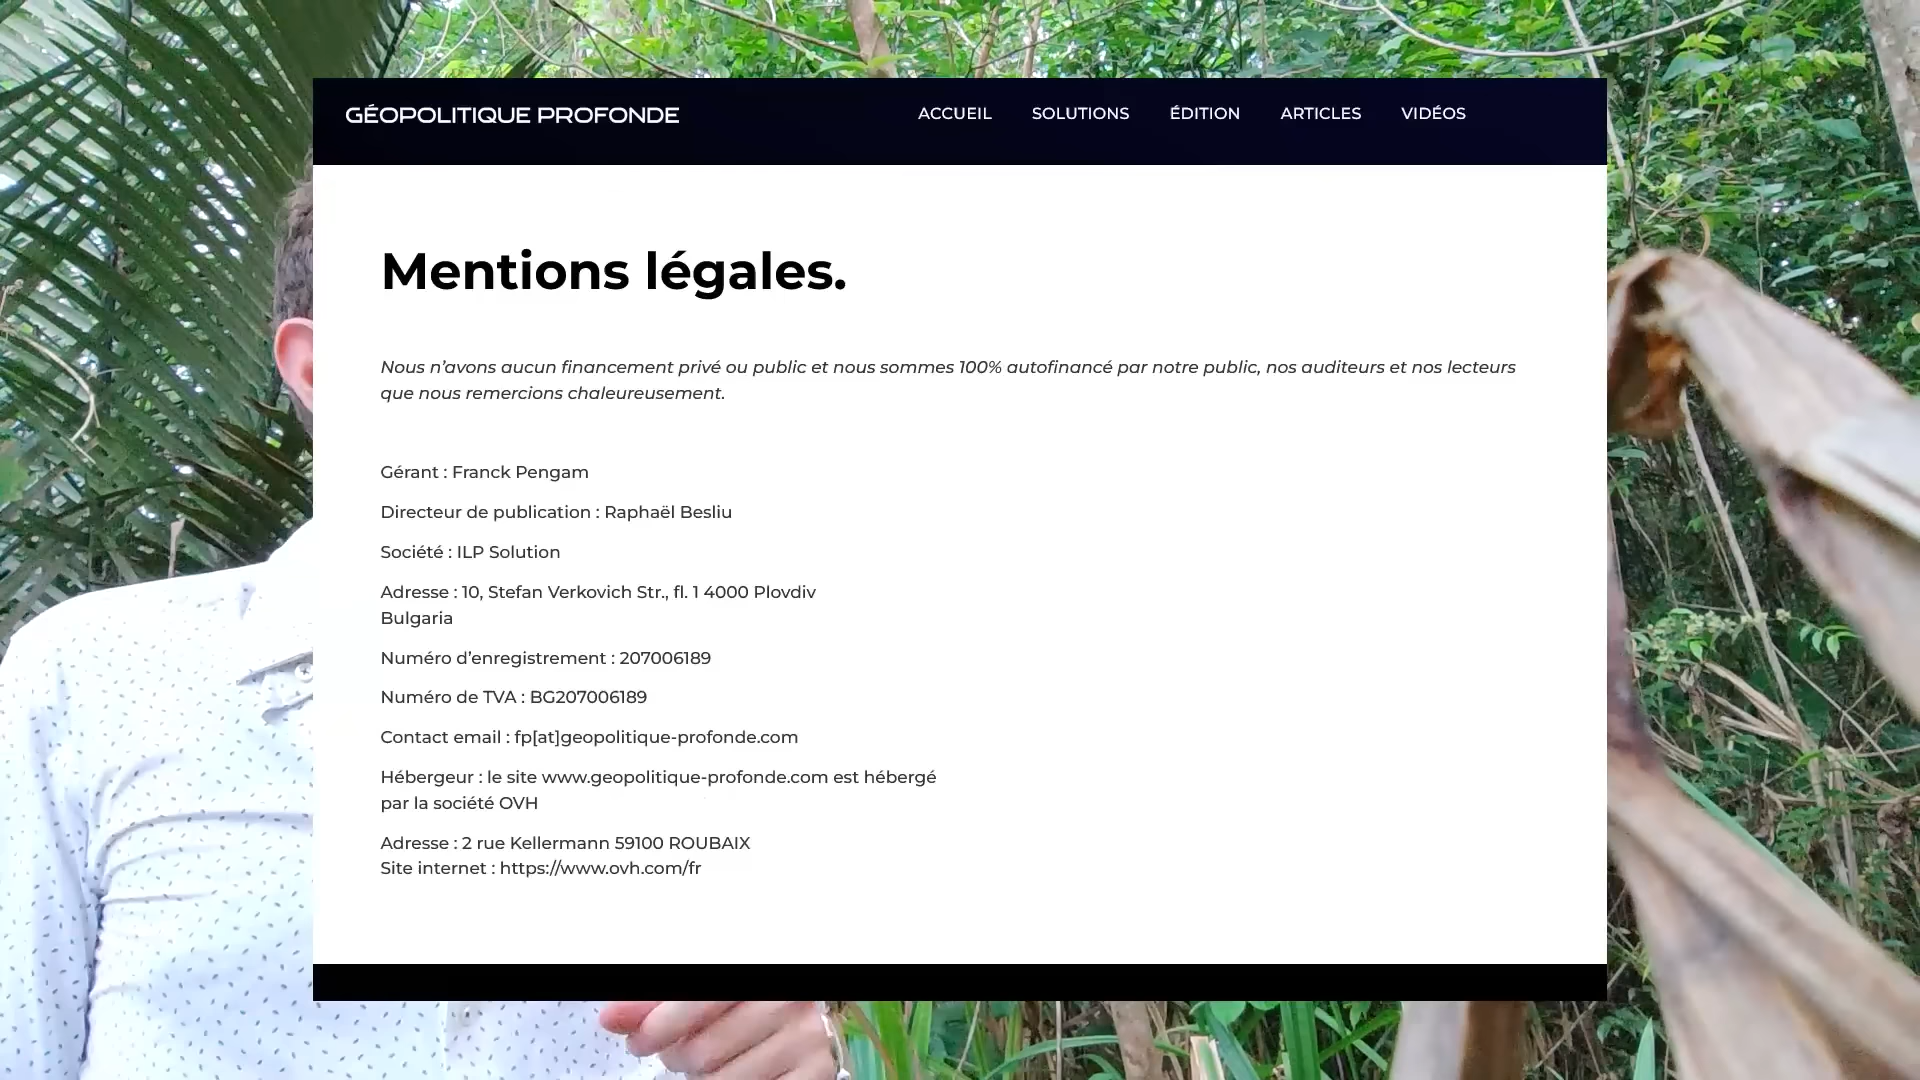 GÉOPOLITIQUE PROFONDE
ACCUEIL SOLUTIONS ÉDITION ARTICLES VIDÉOS
Mentions légales.
Nous n’avons aucun financement privé ou public et nous sommes 100% autofinancé par notre public, nos auditeurs et nos lecteurs
que nous remercions chaleureusement.
Gérant : Franck Pengam
Directeur de publication : Raphaël Besliu
Société : ILP Solution
Adresse : 10, Stefan Verkovich Str., fl. 1 4000 Plovdiv
Bulgaria
Numéro d’enregistrement : 207006189
Numéro de TVA : BG207006189
Contact email : fp[at]geopolitique-profonde.com
Hébergeur : le site www.geopolitique-profonde.com est hébergé
par la société OVH
Adresse : 2 rue Kellermann 59100 ROUBAIX
Site internet : https://www.ovh.com/fr